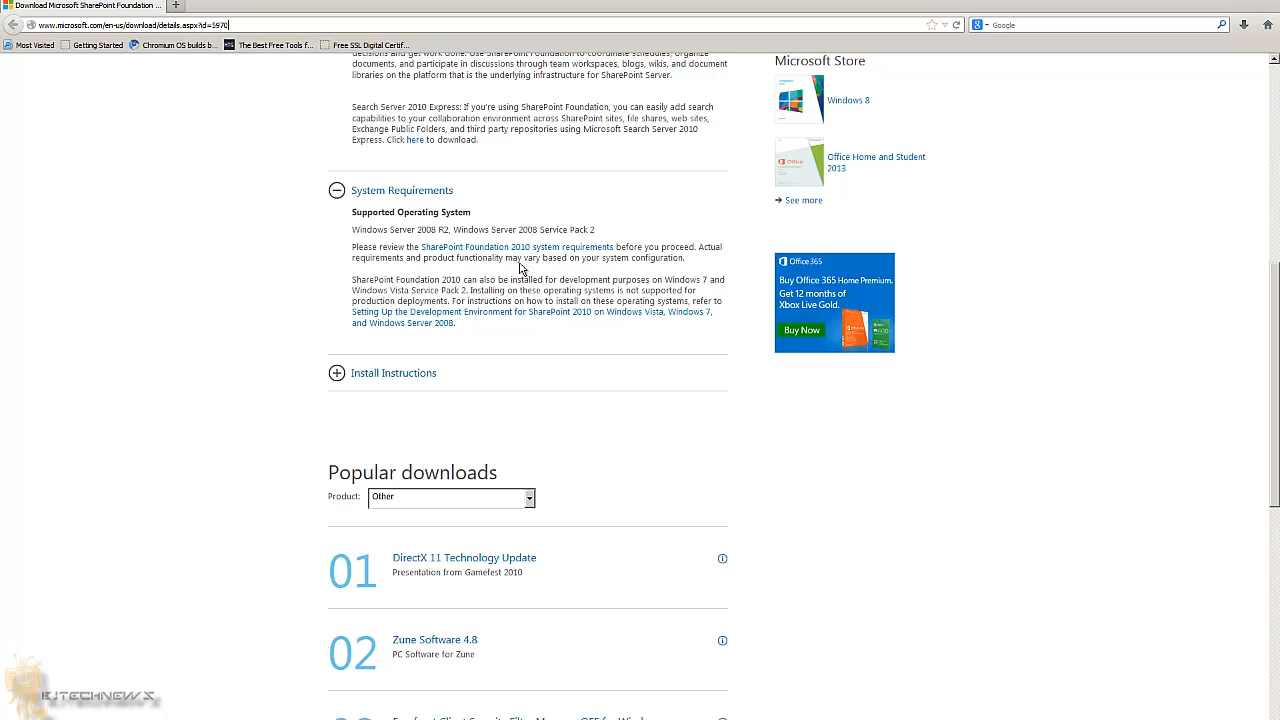 Download Microsoft SharePoint Foundation ...
www.microsoft.com/en-us/download/details.aspx?id=5970
Google
Most Visited
Getting Started
Chromium OS builds b...
The Best Free Tools f...
Free SSL Digital Certif...
documents, and participate in discussions through team workspaces, blogs, wikis, and document
libraries on the platform that is the underlying infrastructure for SharePoint Server.
Search Server 2010 Express: If you're using SharePoint Foundation, you can easily add search
capabilities to your collaboration environment across SharePoint sites, file shares, web sites,
Exchange Public Folders, and third party repositories using Microsoft Search Server 2010
Express. Click here to download.
System Requirements
Supported Operating System
Windows Server 2008 R2, Windows Server 2008 Service Pack 2
Please review the SharePoint Foundation 2010 system requirements before you proceed. Actual
requirements and product functionality may vary based on your system configuration.
SharePoint Foundation 2010 can also be installed for development purposes on Windows 7 and
Windows Vista Service Pack 2. Installing on these operating systems is not supported for
production deployments. For instructions on how to install on these operating systems, refer to
Setting Up the Development Environment for SharePoint 2010 on Windows Vista, Windows 7,
and Windows Server 2008.
Install Instructions
Popular downloads
Product:
Other
01
DirectX 11 Technology Update
Presentation from Gamefest 2010
02
Zune Software 4.8
PC Software for Zune
Microsoft Store
Windows 8
Office
Office Home and Student
2013
See more
Office 365
Buy Office 365 Home Premium.
Get 12 months of
Xbox Live Gold.
Buy Now
BJTECHNEWS